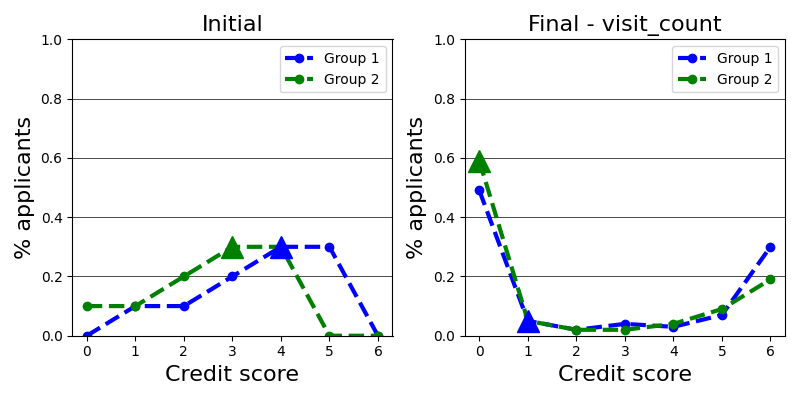 Initial
% applicants
1.0
0.8
0.6
0.4
0.2
0.0
Group 1
Group 2
0 1 2 3 4 5 6
Credit score
Final - visit_count
% applicants
1.0
0.8
0.6
0.4
0.2
0.0
Group 1
Group 2
0 1 2 3 4 5 6
Credit score